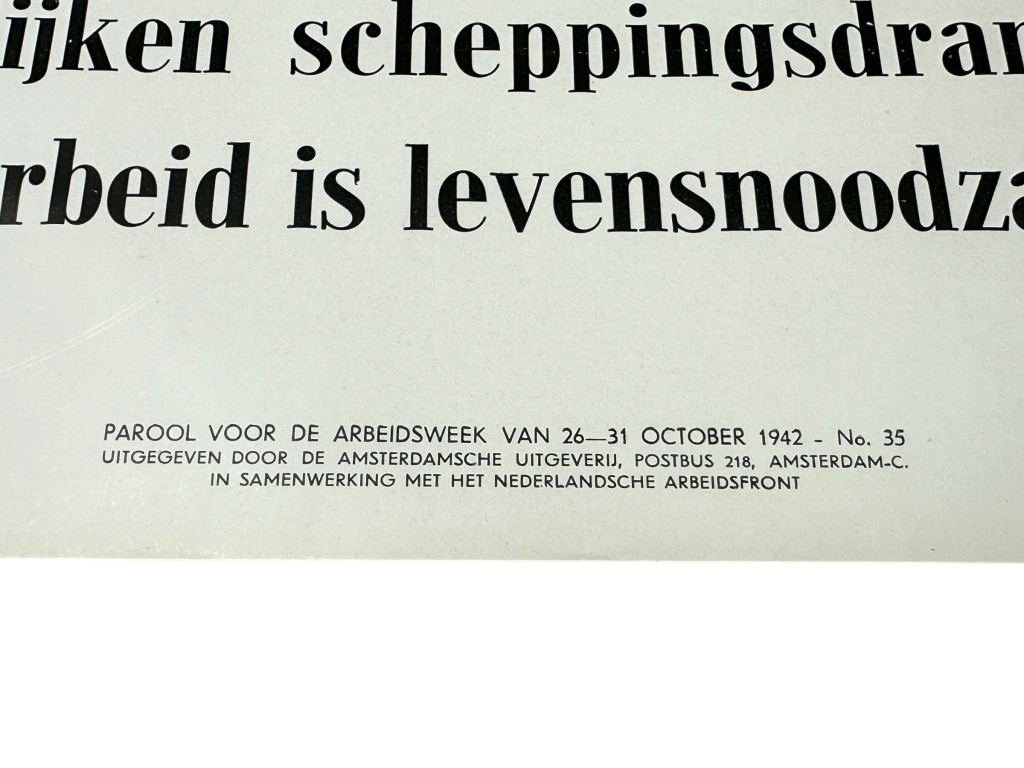 ijken scheppingsdran
rbeid is levensnoodza
PAROOL VOOR DE ARBEIDSWEEK VAN 26—31 OCTOBER 1942 - No. 35
UITGEGEVEN DOOR DE AMSTERDAMSCHE UITGEVERIJ, POSTBUS 218, AMSTERDAM-C.
IN SAMENWERKING MET HET NEDERLANDSCHE ARBEIDSFRONT